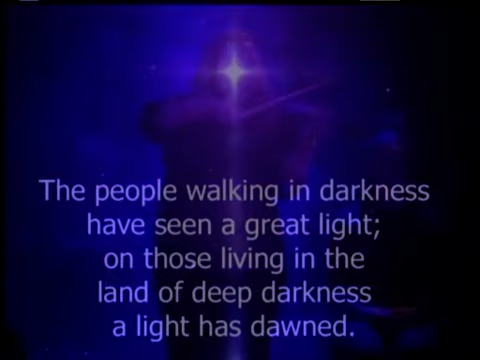 The people walking in darkness
have seen a great light;
on those living in the
land of deep darkness
a light has dawned.